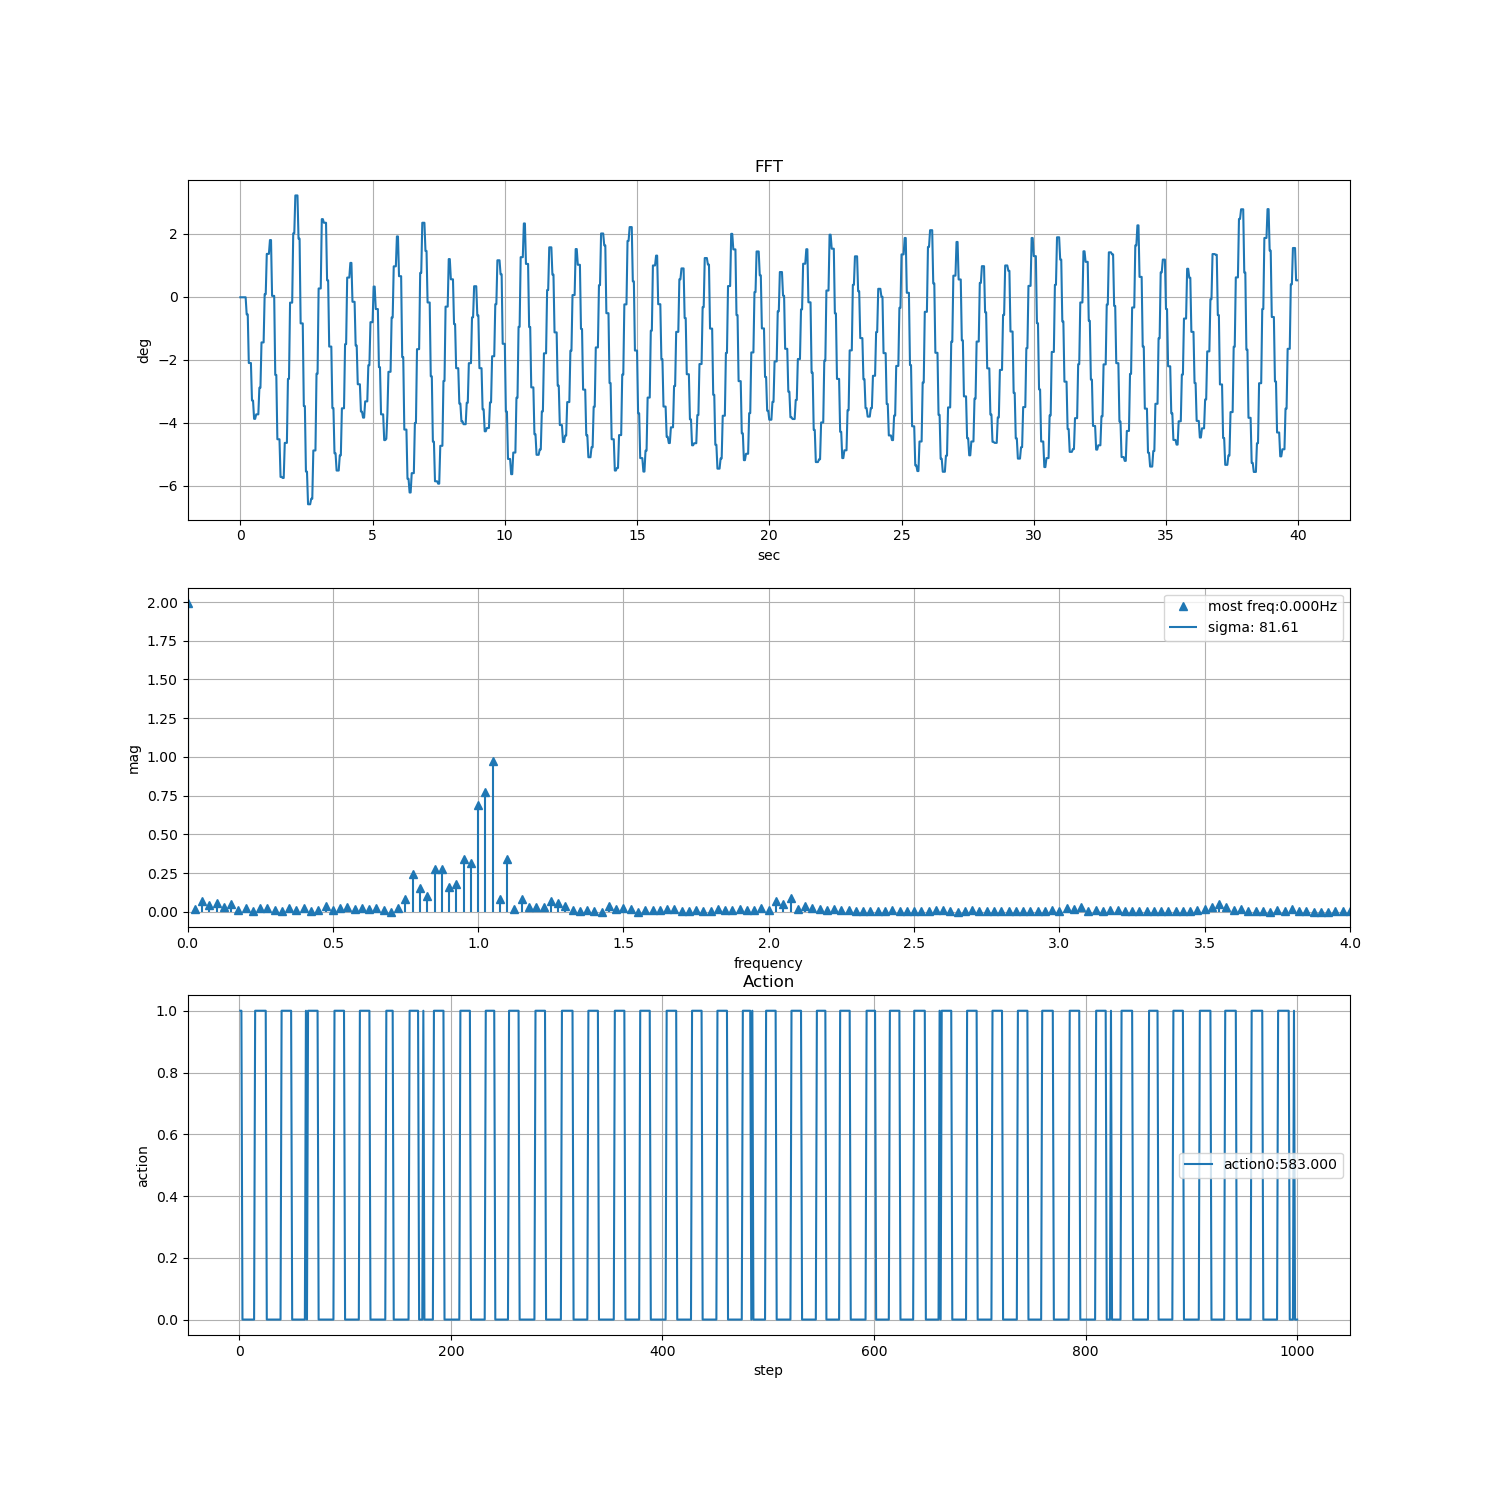 FFT
2
0
−2
−4
−6
deg
0 5 10 15 20 25 30 35 40
sec
2.00
1.75
1.50
1.25
1.00
0.75
0.50
0.25
0.00
mag
most freq:0.000Hz
sigma: 81.61
0.0 0.5 1.0 1.5 2.0 2.5 3.0 3.5 4.0
frequency
Action
1.0
0.8
0.6
0.4
0.2
0.0
action
action0:583.000
0 200 400 600 800 1000
step